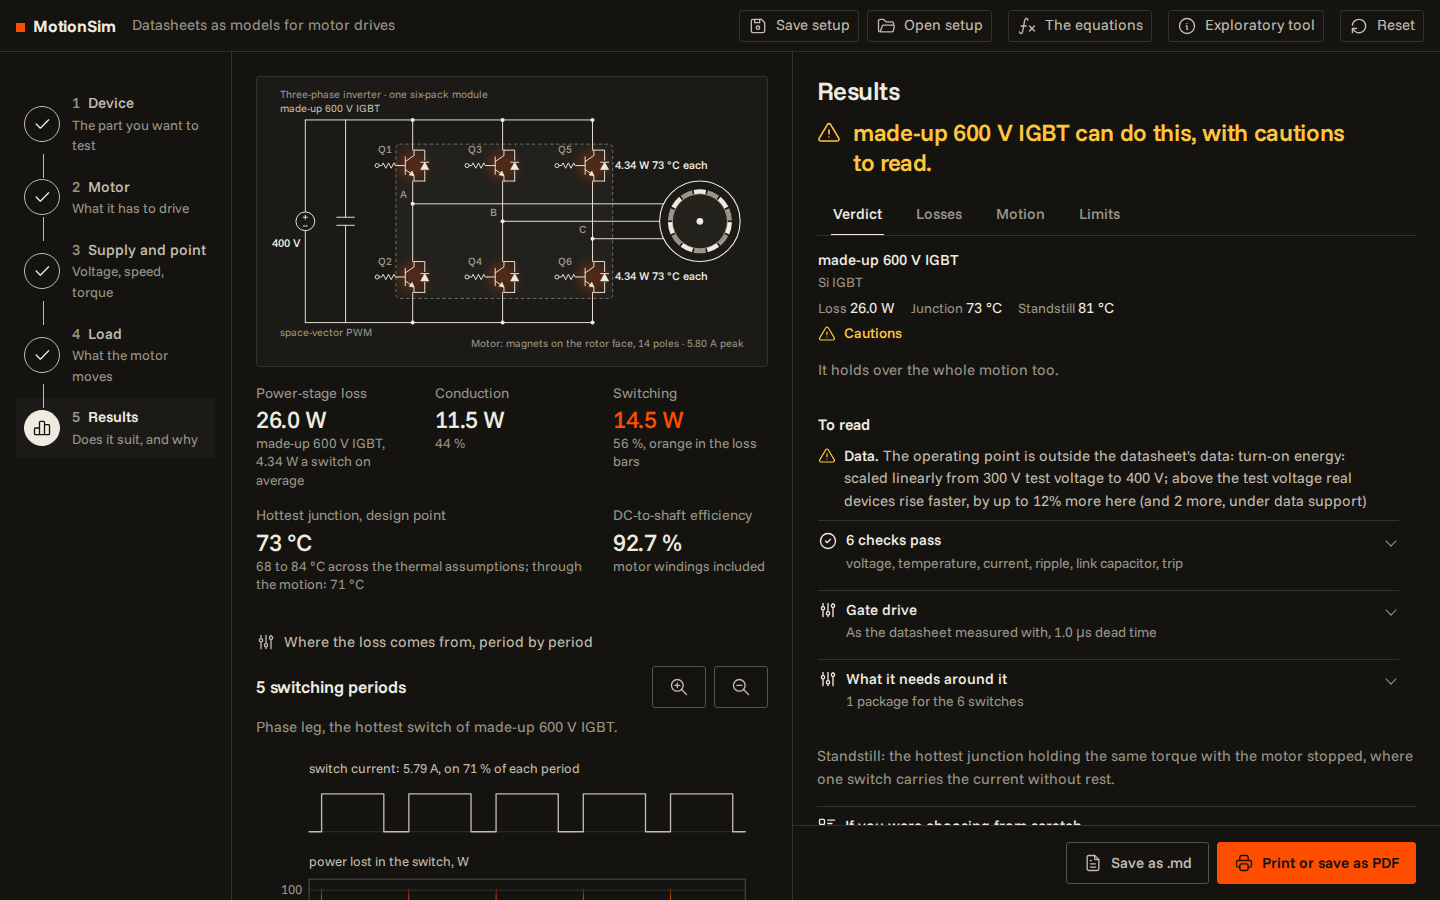 MotionSim
Datasheets as models for motor drives
Save setup
Open setup
The equations
Exploratory tool
Reset
1 Device
The part you want to
test
2 Motor
What it has to drive
3 Supply and point
Voltage, speed,
torque
4 Load
What the motor
moves
5 Results
Does it suit, and why
Three-phase inverter · one six-pack module
made-up 600 V IGBT
Q1
Q3
Q5
4.34 W 73 °C each
A
B
C
400 V
Q2
Q4
Q6
4.34 W 73 °C each
space-vector PWM
Motor: magnets on the rotor face, 14 poles · 5.80 A peak
Power-stage loss
26.0 W
made-up 600 V IGBT,
4.34 W a switch on
average
Conduction
11.5 W
44 %
Switching
14.5 W
56 %, orange in the loss
bars
Hottest junction, design point
73 °C
68 to 84 °C across the thermal assumptions; through
the motion: 71 °C
DC-to-shaft efficiency
92.7 %
motor windings included
Where the loss comes from, period by period
5 switching periods
Phase leg, the hottest switch of made-up 600 V IGBT.
switch current: 5.79 A, on 71 % of each period
power lost in the switch, W
100
Results
made-up 600 V IGBT can do this, with cautions
to read.
Verdict
Losses
Motion
Limits
made-up 600 V IGBT
Si IGBT
Loss 26.0 W Junction 73 °C Standstill 81 °C
Cautions
It holds over the whole motion too.
To read
Data. The operating point is outside the datasheet's data: turn-on energy:
scaled linearly from 300 V test voltage to 400 V; above the test voltage real
devices rise faster, by up to 12% more here (and 2 more, under data support)
6 checks pass
voltage, temperature, current, ripple, link capacitor, trip
Gate drive
As the datasheet measured with, 1.0 µs dead time
What it needs around it
1 package for the 6 switches
Standstill: the hottest junction holding the same torque with the motor stopped, where
one switch carries the current without rest.
If you were choosing from scratch
Save as .md
Print or save as PDF